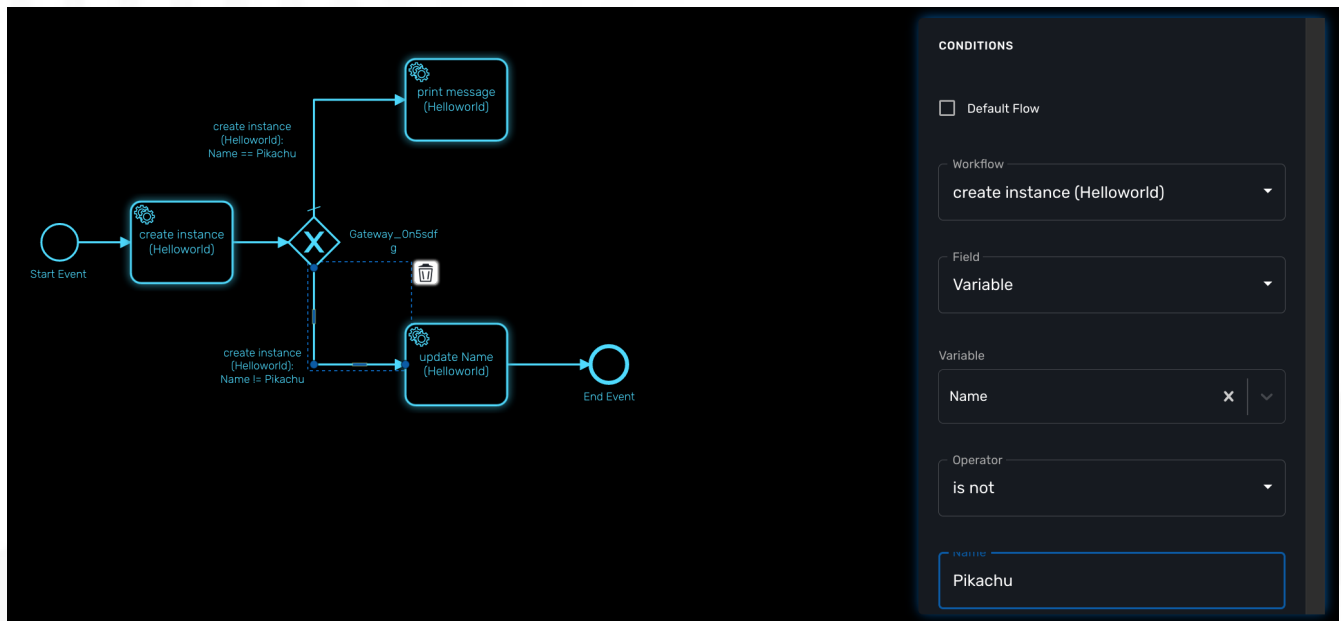 print message
(Helloworld)
create instance
(Helloworld):
Name == Pikachu
create instance
(Helloworld)
X
Gateway_0n5sdf
g
Start Event
create instance
(Helloworld):
Name != Pikachu
update Name
(Helloworld)
End Event
CONDITIONS
Default Flow
Workflow
create instance (Helloworld)
Field
Variable
Variable
Name
Operator
is not
Name
Pikachu